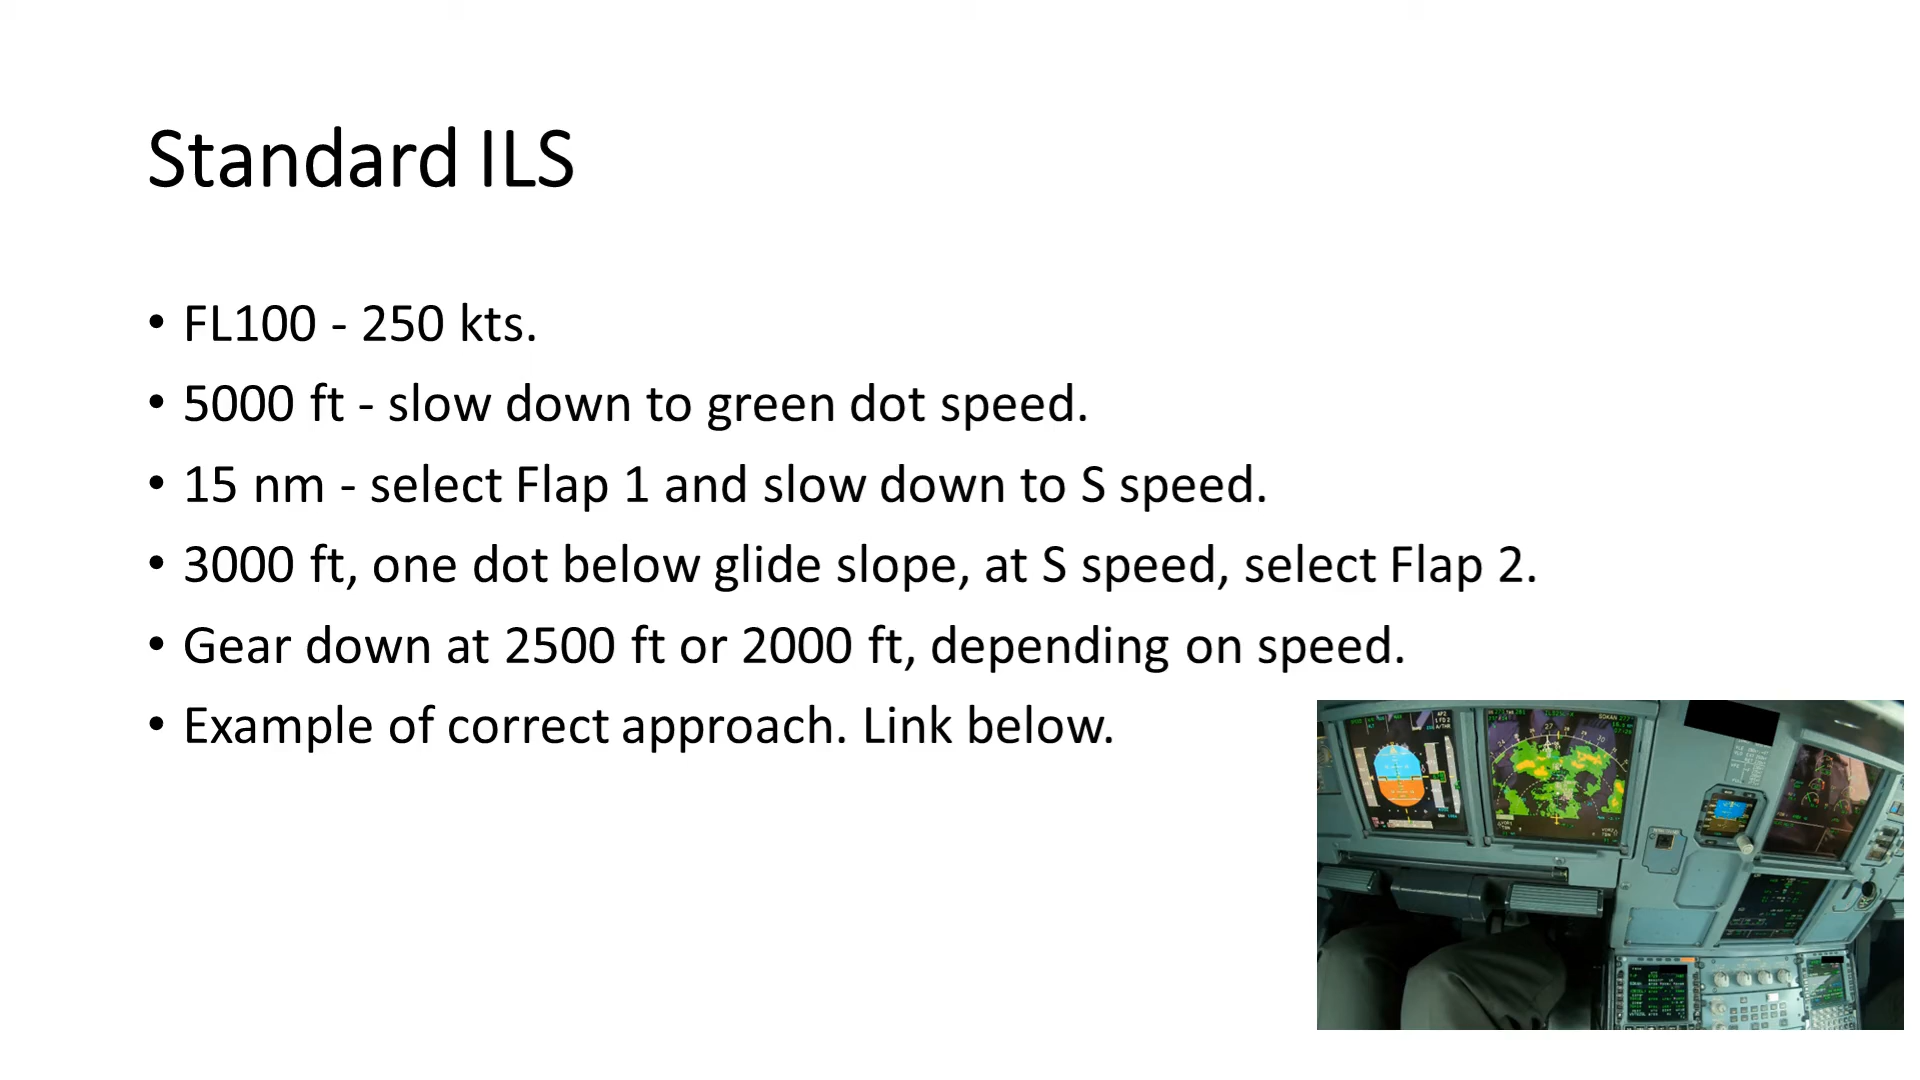 Standard ILS
• FL100 - 250 kts.
• 5000 ft - slow down to green dot speed.
• 15 nm - select Flap 1 and slow down to S speed.
• 3000 ft, one dot below glide slope, at S speed, select Flap 2.
• Gear down at 2500 ft or 2000 ft, depending on speed.
• Example of correct approach. Link below.